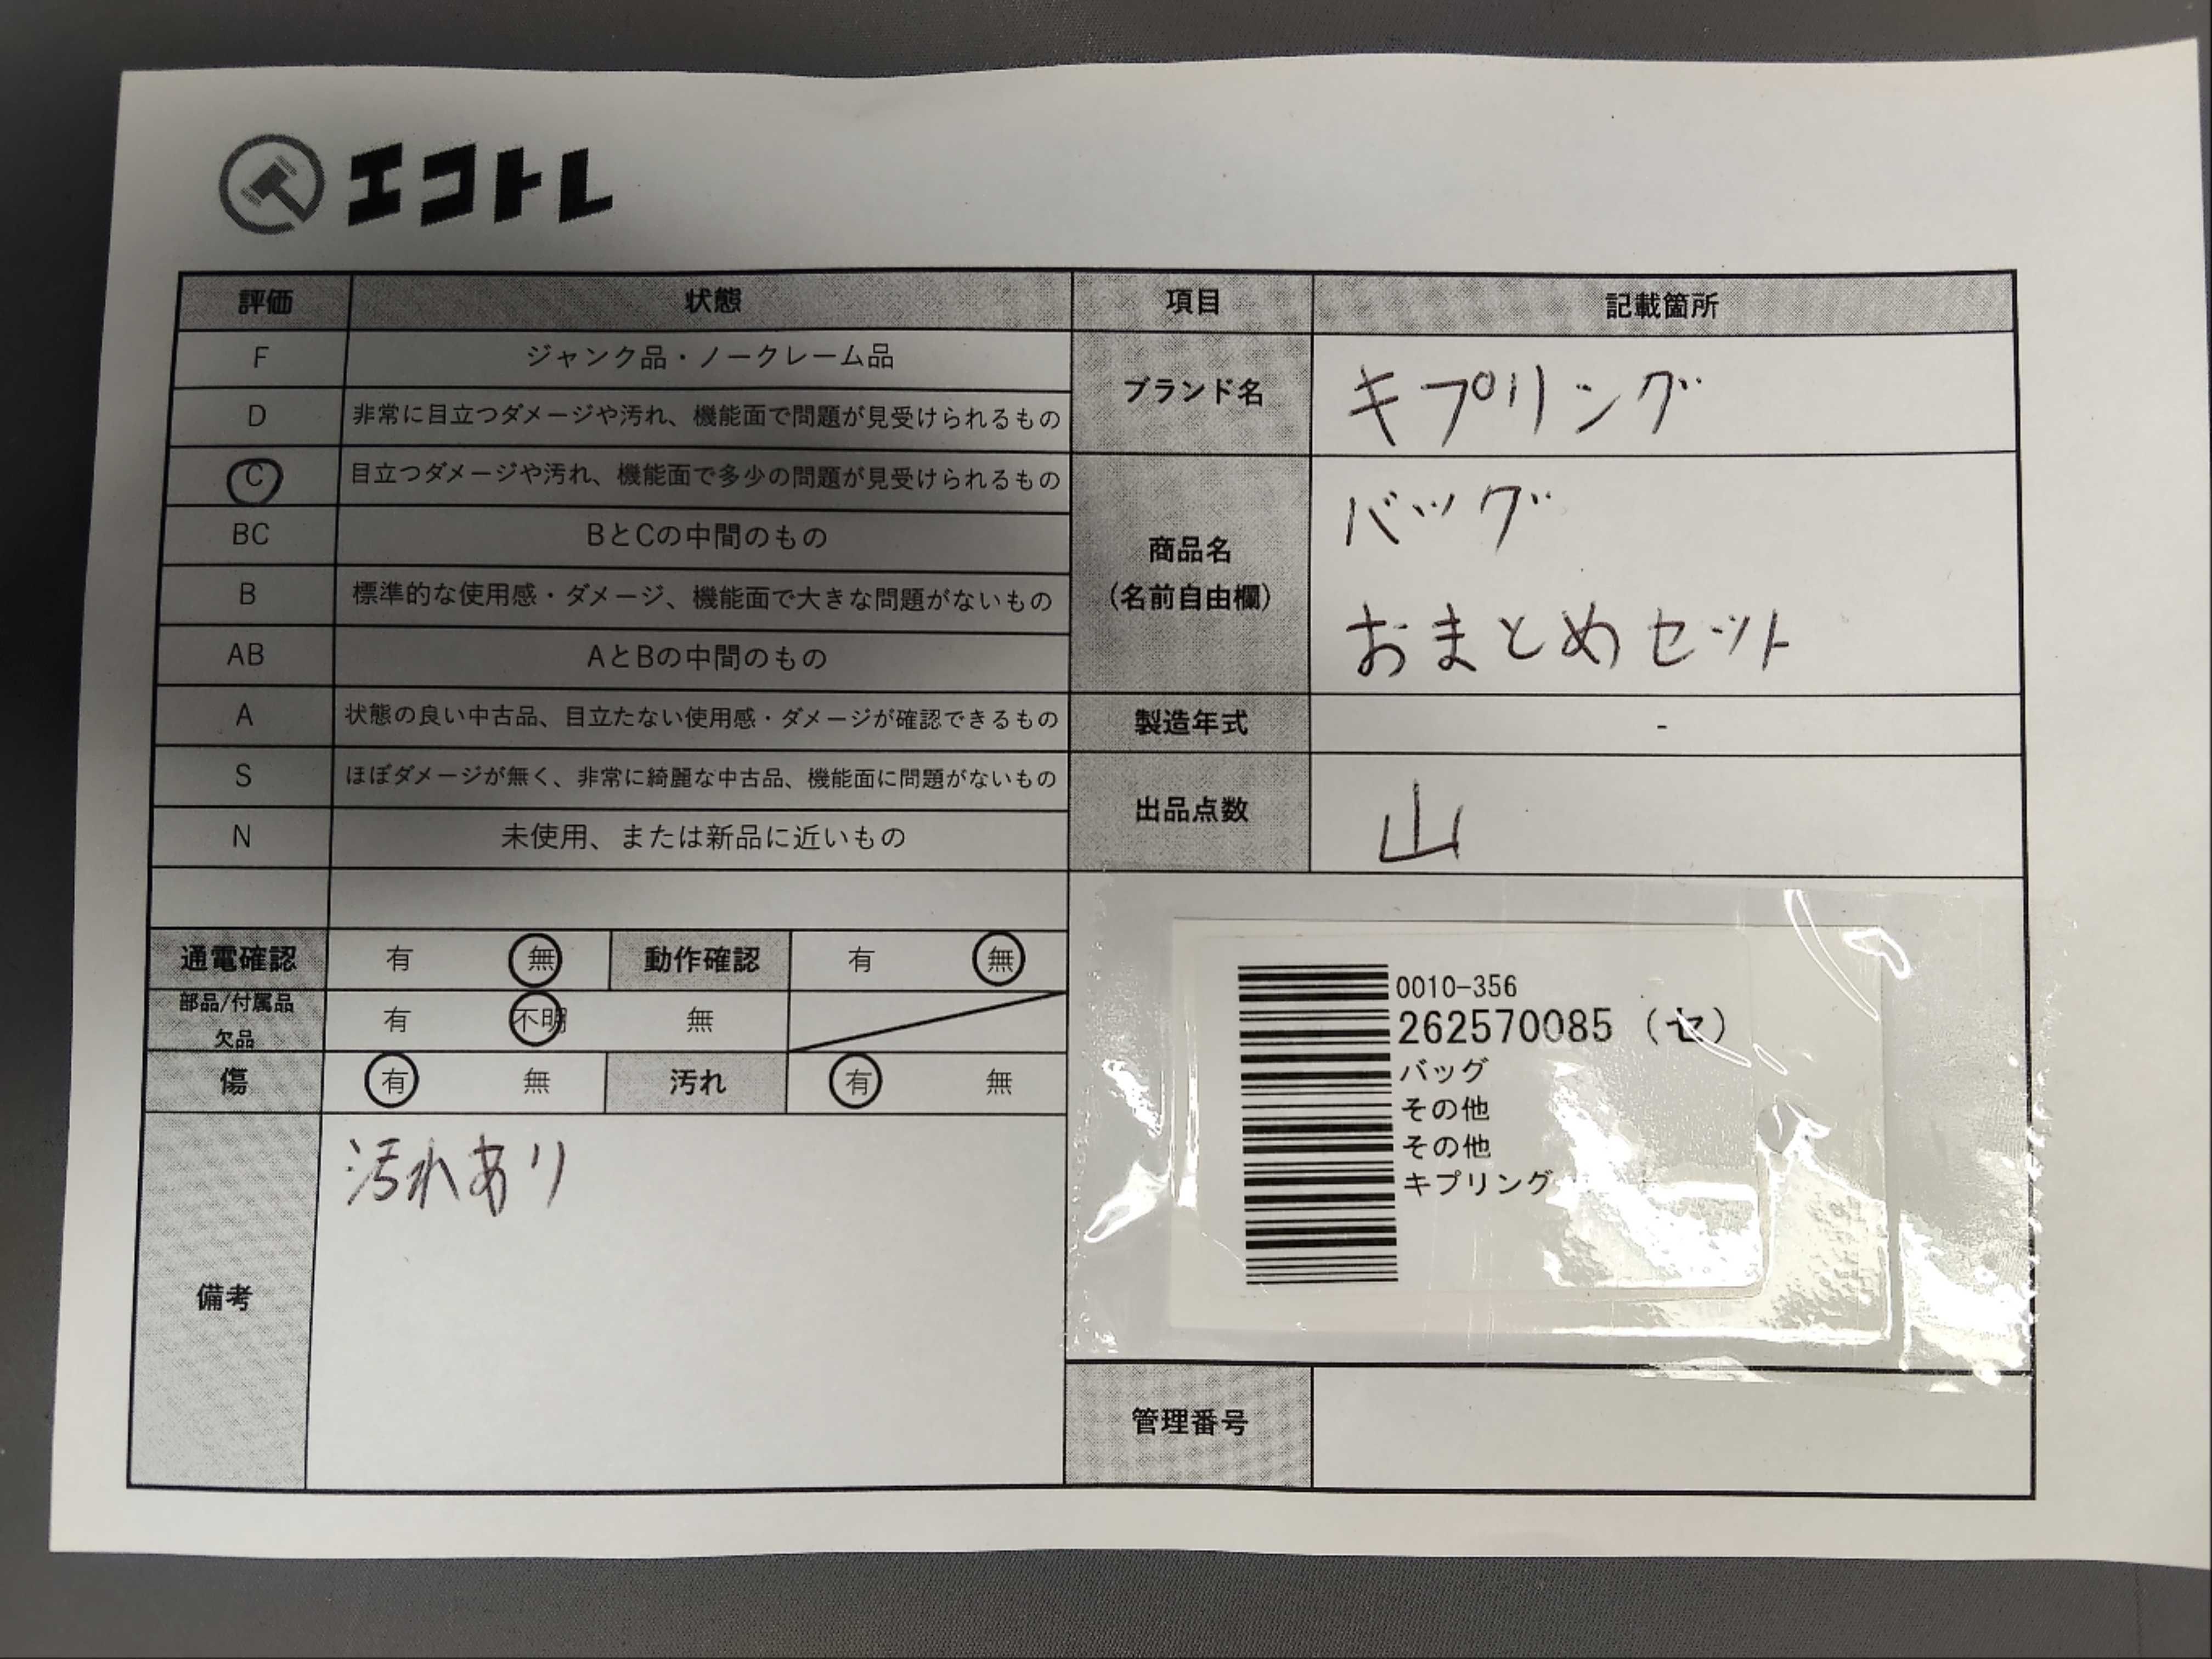 エコトレ
評価 状態 項目 記載箇所
F ジャンク品・ノークレーム品
D 非常に目立つダメージや汚れ、機能面で問題が見受けられるもの
ブランド名 キプリング
C 目立つダメージや汚れ、機能面で多少の問題が見受けられるもの
BC BとCの中間のもの
B 標準的な使用感・ダメージ、機能面で大きな問題がないもの
商品名
(名前自由欄)
バッグ
おまとめセット
AB AとBの中間のもの
A 状態の良い中古品、目立たない使用感・ダメージが確認できるもの
製造年式 -
S ほぼダメージが無く、非常に綺麗な中古品、機能面に問題がないもの
N 未使用、または新品に近いもの
出品点数 山
通電確認 有 無 動作確認 有 無
部品/付属品
欠品
有 不明 無
傷 有 無 汚れ 有 無
備考
汚れあり
0010-356
262570085 (セ)
バッグ
その他
その他
キプリング
管理番号